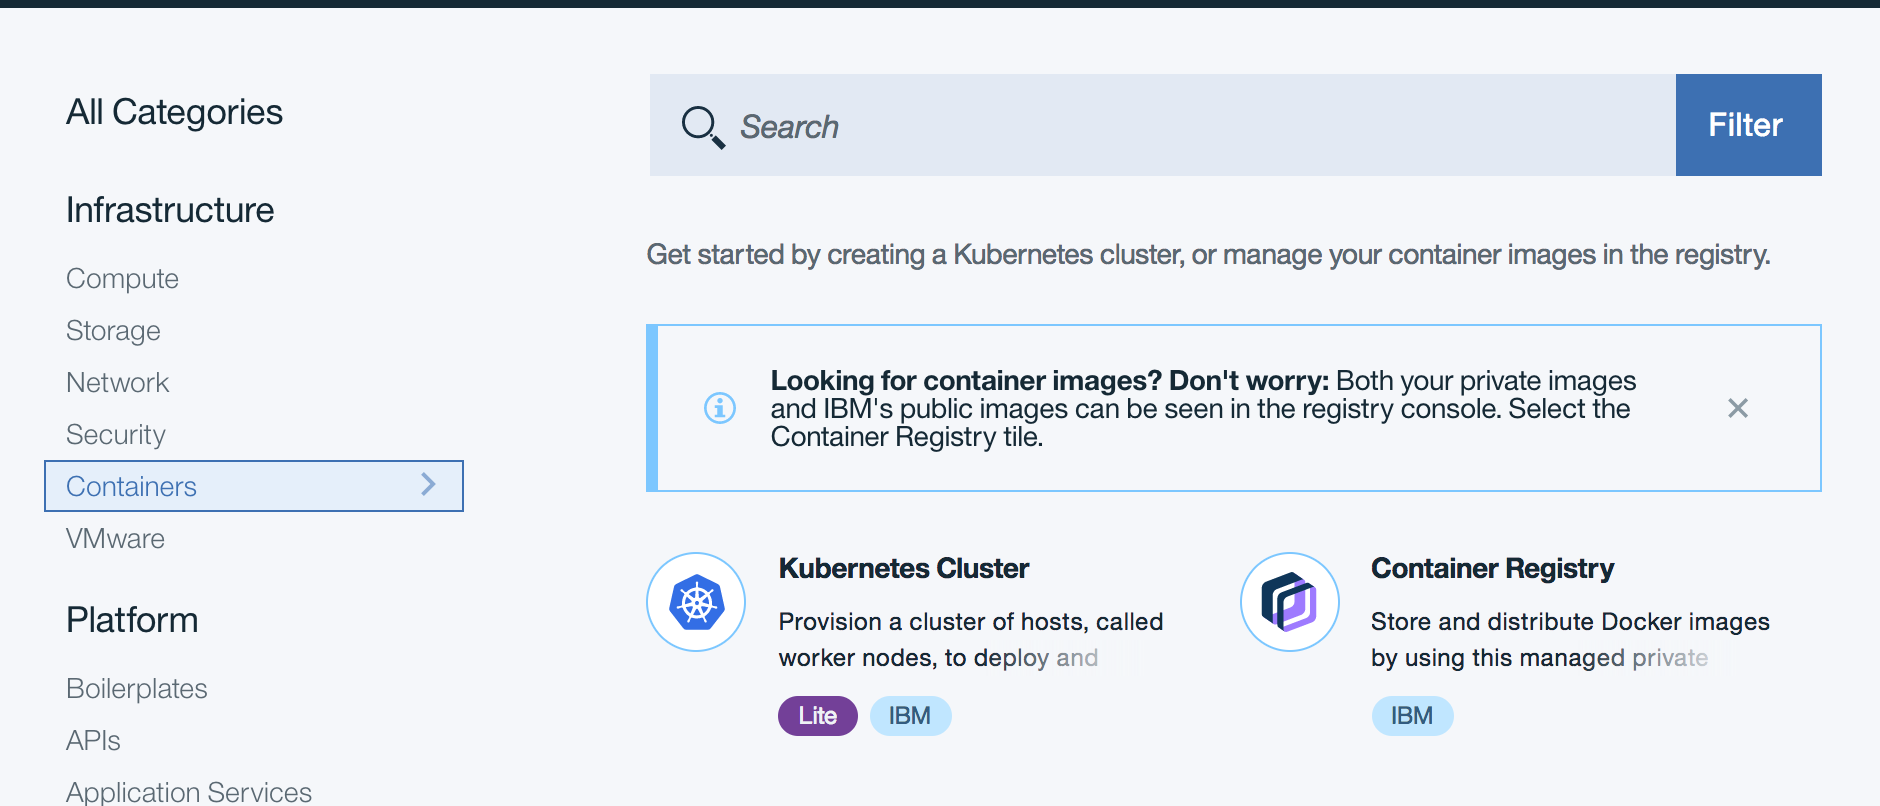 All Categories
Infrastructure
Compute
Storage
Network
Security
Containers
VMware
Platform
Boilerplates
APIs
Application Services
Search
Filter
Get started by creating a Kubernetes cluster, or manage your container images in the registry.
Looking for container images? Don't worry: Both your private images
and IBM's public images can be seen in the registry console. Select the
Container Registry tile.
Kubernetes Cluster
Provision a cluster of hosts, called
worker nodes, to deploy and
Lite
IBM
Container Registry
Store and distribute Docker images
by using this managed private
IBM